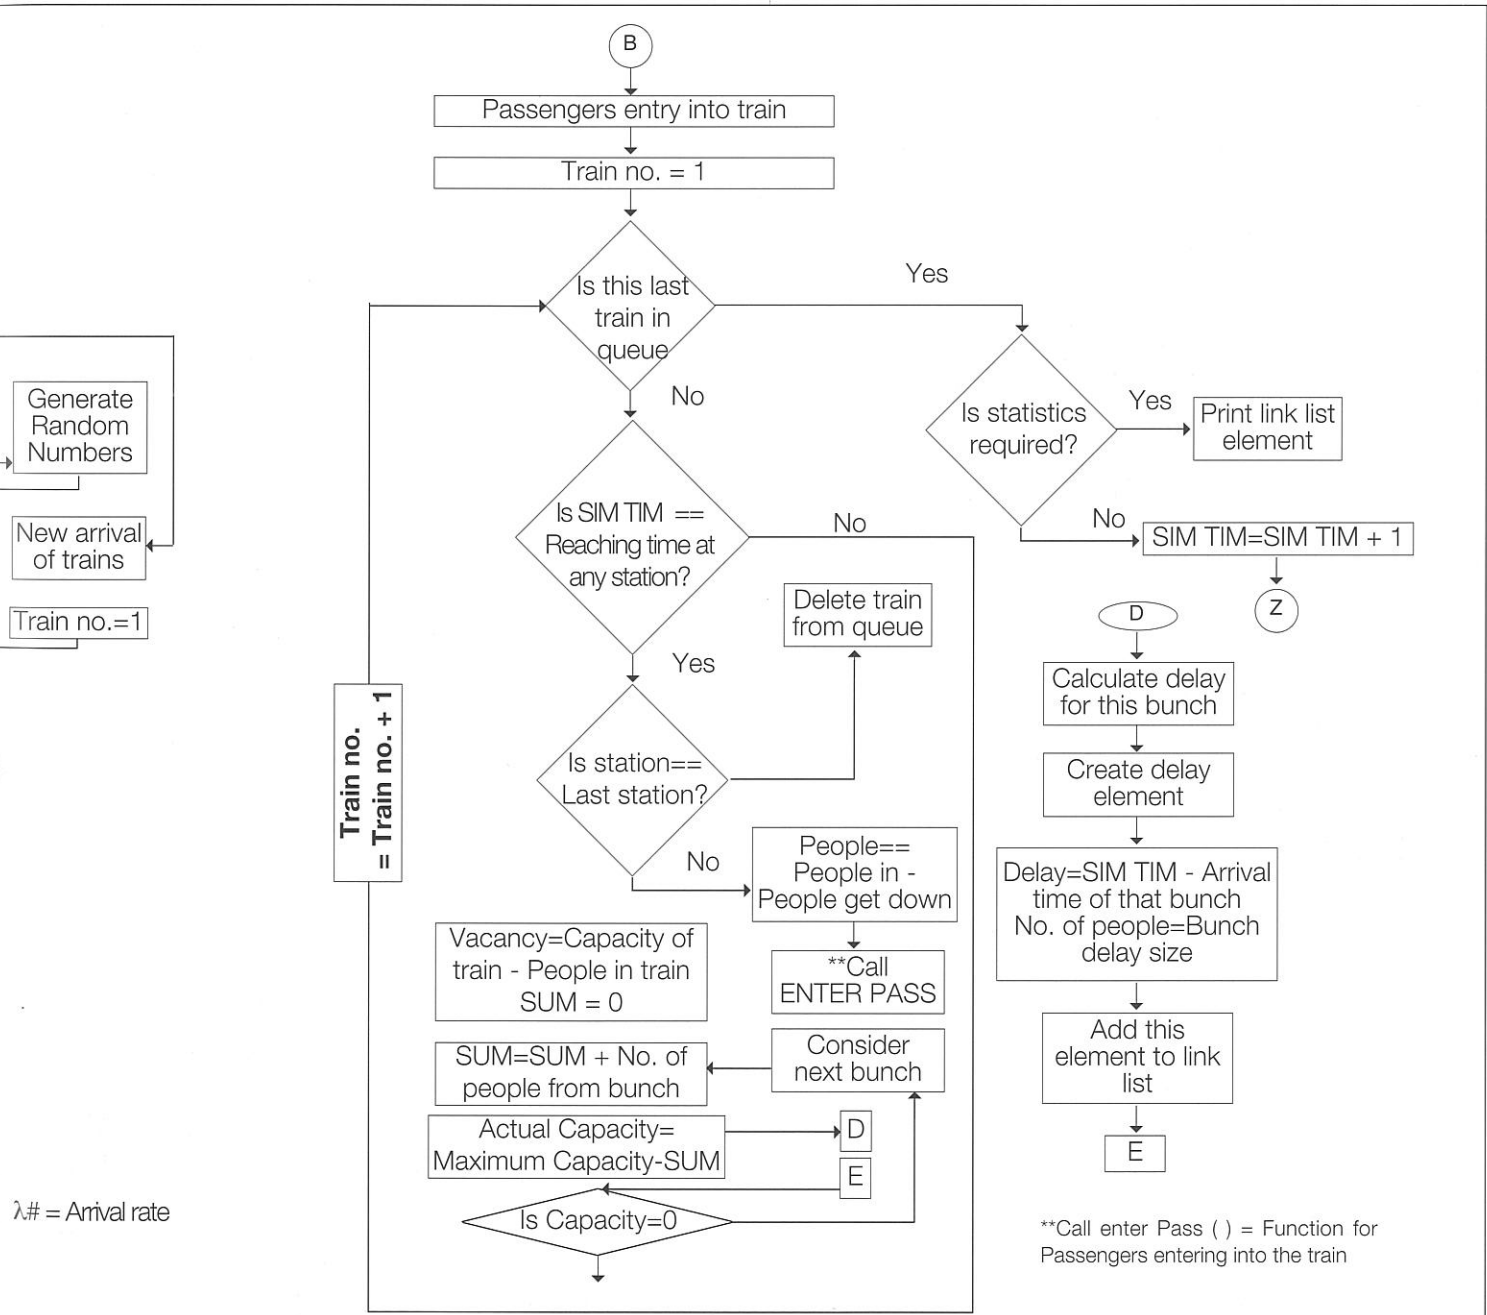 B
Passengers entry into train
Train no. = 1
Is this last
train in
queue
Yes
No
Is statistics
required?
Yes
Print link list
element
No
SIM TIM=SIM TIM + 1
Z
Generate
Random
Numbers
New arrival
of trains
Train no.=1
Is SIM TIM ==
Reaching time at
any station?
No
Yes
Delete train
from queue
Is station==
Last station?
No
People==
People in -
People get down
**Call
ENTER PASS
Train no.
= Train no. + 1
Vacancy=Capacity of
train - People in train
SUM = 0
Consider
next bunch
SUM=SUM + No. of
people from bunch
Actual Capacity=
Maximum Capacity-SUM
D
E
Is Capacity=0
D
Calculate delay
for this bunch
Create delay
element
Delay=SIM TIM - Arrival
time of that bunch
No. of people=Bunch
delay size
Add this
element to link
list
E
λ# = Arrival rate
**Call enter Pass ( ) = Function for
Passengers entering into the train